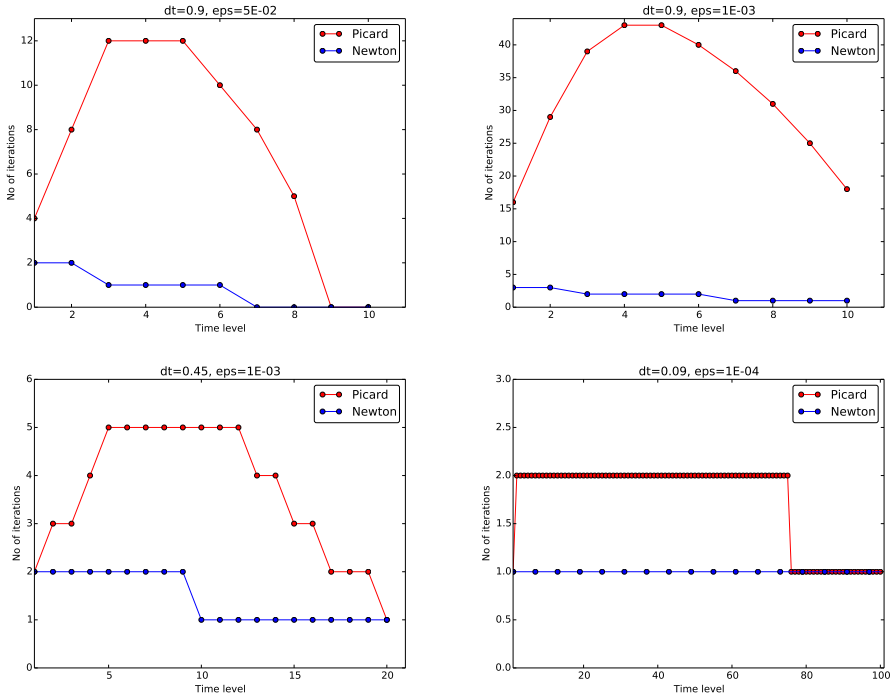 dt=0.9, eps=5E-02
Picard
Newton
12
10
8
6
4
2
0
No of iterations
2 4 6 8 10
Time level
dt=0.9, eps=1E-03
Picard
Newton
40
35
30
25
20
15
10
5
0
No of iterations
2 4 6 8 10
Time level
dt=0.45, eps=1E-03
Picard
Newton
6
5
4
3
2
1
0
No of iterations
5 10 15 20
Time level
dt=0.09, eps=1E-04
Picard
Newton
3.0
2.5
2.0
1.5
1.0
0.5
0.0
No of iterations
20 40 60 80 100
Time level